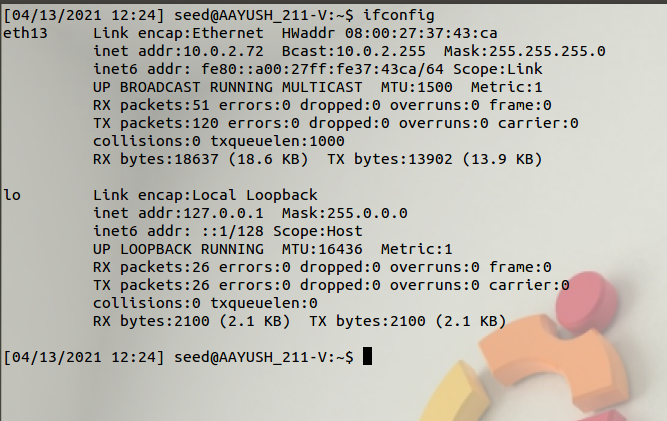 [04/13/2021 12:24] seed@AAYUSH_211-V:~$ ifconfig
eth13     Link encap:Ethernet  HWaddr 08:00:27:37:43:ca
          inet addr:10.0.2.72  Bcast:10.0.2.255  Mask:255.255.255.0
          inet6 addr: fe80::a00:27ff:fe37:43ca/64 Scope:Link
          UP BROADCAST RUNNING MULTICAST  MTU:1500  Metric:1
          RX packets:51 errors:0 dropped:0 overruns:0 frame:0
          TX packets:120 errors:0 dropped:0 overruns:0 carrier:0
          collisions:0 txqueuelen:1000
          RX bytes:18637 (18.6 KB)  TX bytes:13902 (13.9 KB)

lo        Link encap:Local Loopback
          inet addr:127.0.0.1  Mask:255.0.0.0
          inet6 addr: ::1/128 Scope:Host
          UP LOOPBACK RUNNING  MTU:16436  Metric:1
          RX packets:26 errors:0 dropped:0 overruns:0 frame:0
          TX packets:26 errors:0 dropped:0 overruns:0 carrier:0
          collisions:0 txqueuelen:0
          RX bytes:2100 (2.1 KB)  TX bytes:2100 (2.1 KB)

[04/13/2021 12:24] seed@AAYUSH_211-V:~$